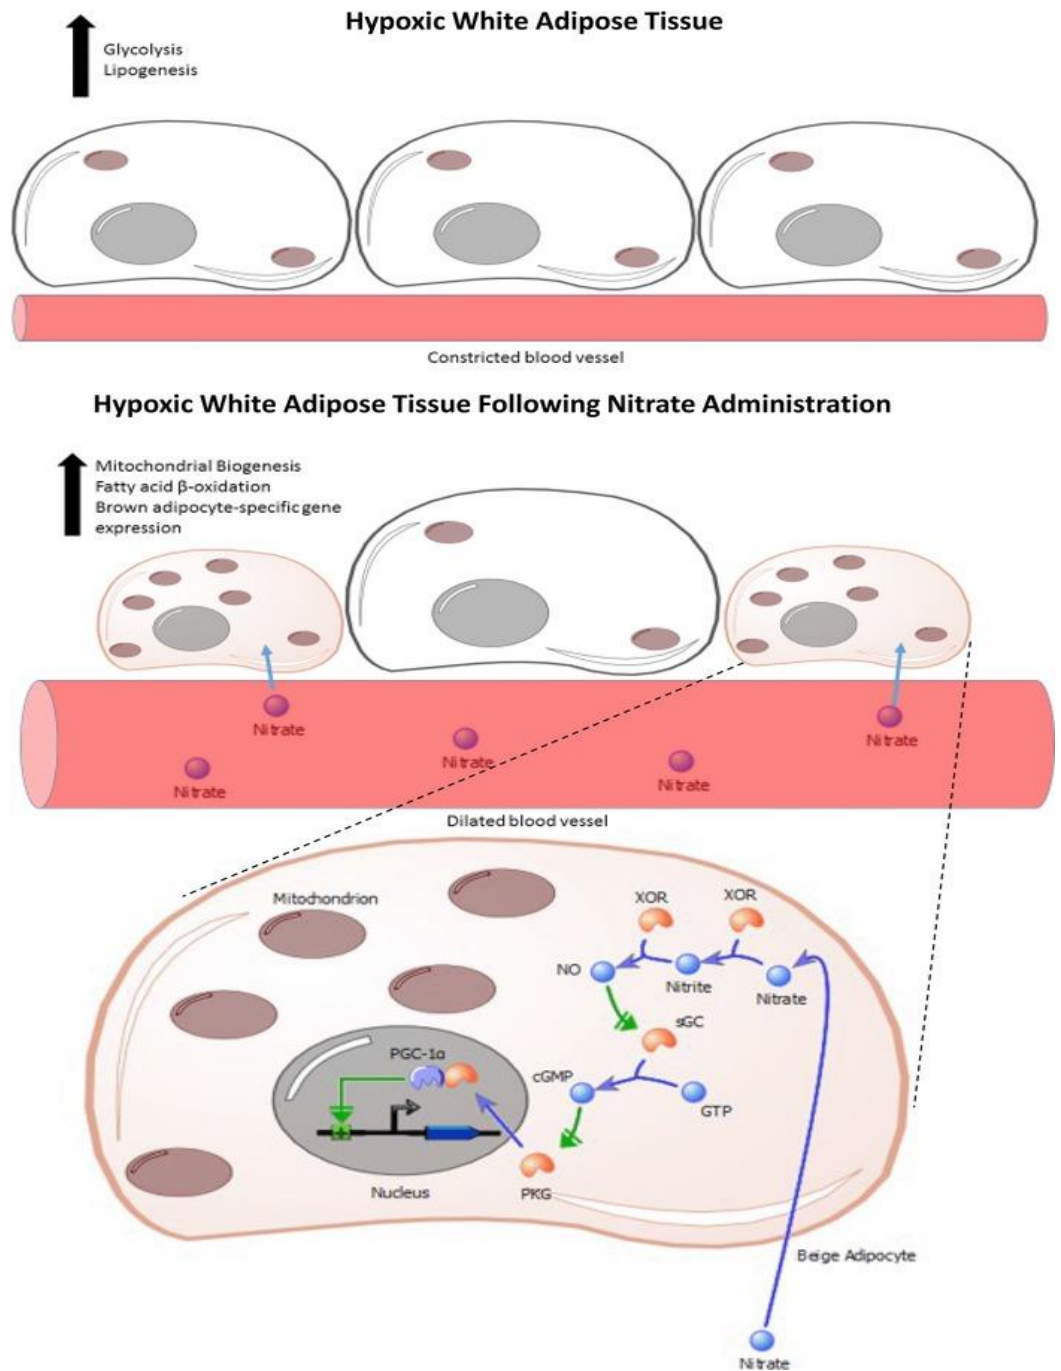 Hypoxic White Adipose Tissue
Glycolysis
Lipogenesis
Constricted blood vessel
Hypoxic White Adipose Tissue Following Nitrate Administration
Mitochondrial Biogenesis
Fatty acid β-oxidation
Brown adipocyte-specific gene
expression
Nitrate
Nitrate
Nitrate
Nitrate
Nitrate
Dilated blood vessel
Mitochondrion
XOR
XOR
NO
Nitrite
Nitrate
sGC
PGC-1α
cGMP
GTP
+
Nucleus
PKG
Beige Adipocyte
Nitrate